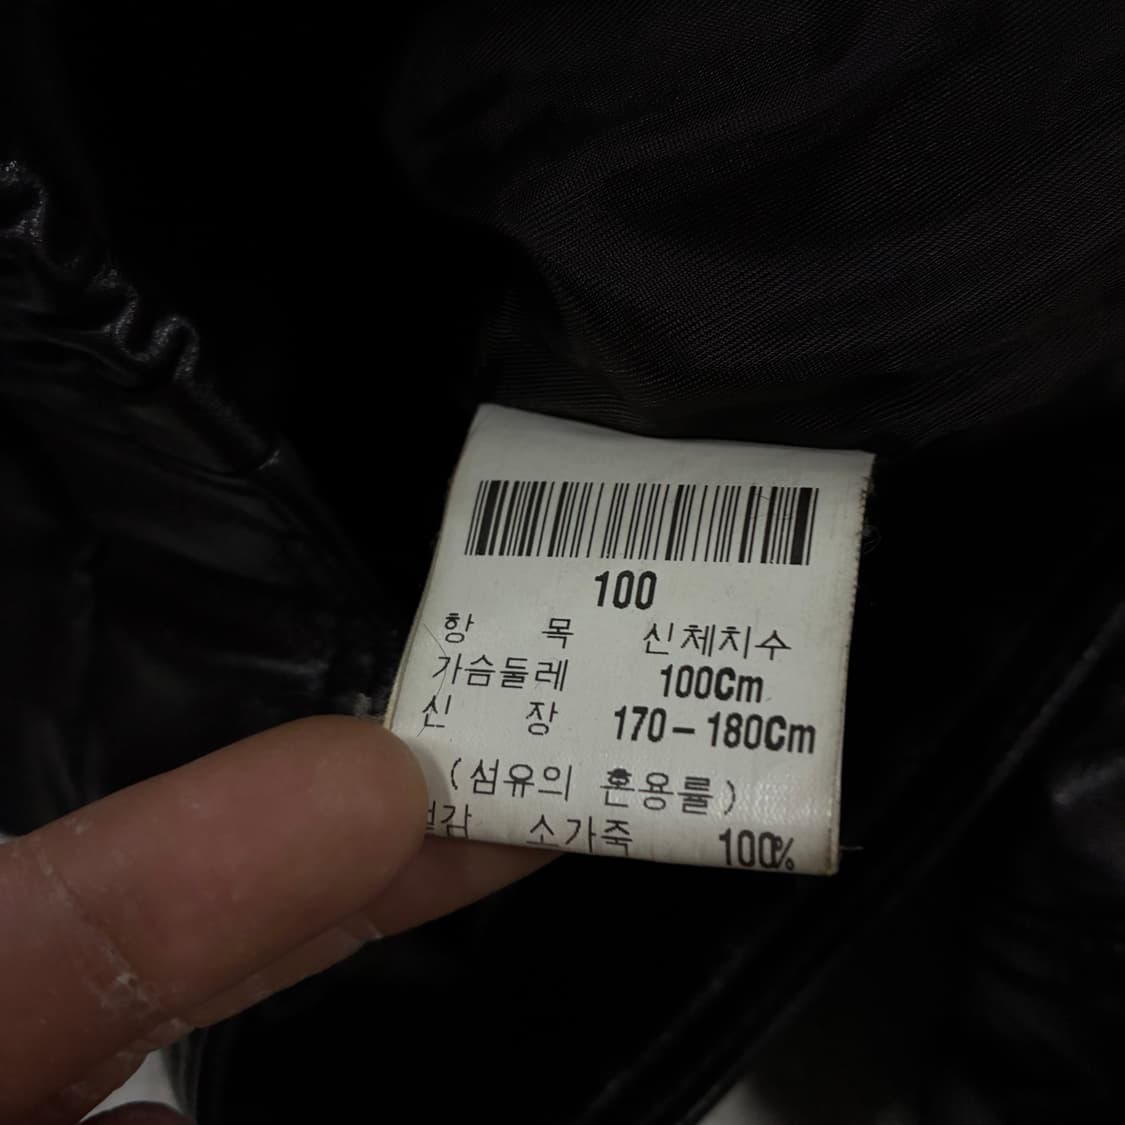 100
항 목 신체치수
가슴둘레 100Cm
신 장 170-180Cm
(섬유의 혼용률)
소가죽 100%